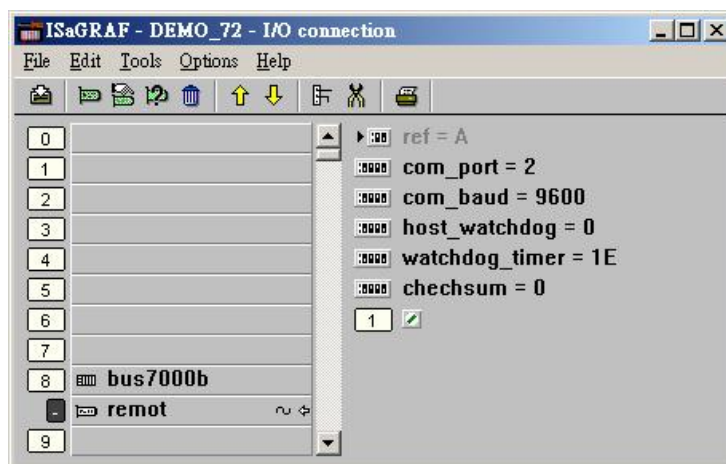 ISaGRAF - DEMO_72 - I/O connection
File Edit Tools Options Help
0
1
2
3
4
5
6
7
8 bus7000b
- remot
9
ref = A
com_port = 2
com_baud = 9600
host_watchdog = 0
watchdog_timer = 1E
chechsum = 0
1